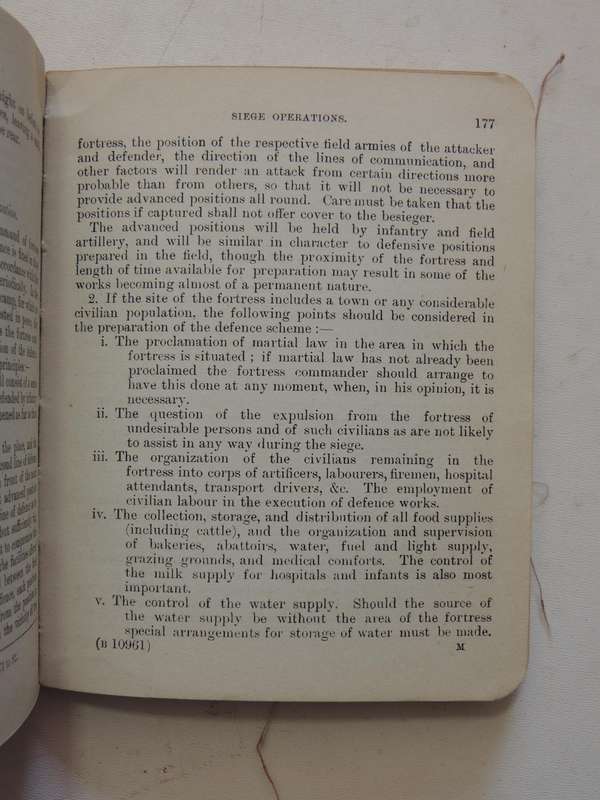 SIEGE OPERATIONS.
177
fortress, the position of the respective field armies of the attacker
and defender, the direction of the lines of communication, and
other factors will render an attack from certain directions more
probable than from others, so that it will not be necessary to
provide advanced positions all round. Care must be taken that the
positions if captured shall not offer cover to the besieger.
The advanced positions will be held by infantry and field
artillery, and will be similar in character to defensive positions
prepared in the field, though the proximity of the fortress and
length of time available for preparation may result in some of the
works becoming almost of a permanent nature.
2. If the site of the fortress includes a town or any considerable
civilian population, the following points should be considered in
the preparation of the defence scheme :—
i. The proclamation of martial law in the area in which the
fortress is situated ; if martial law has not already been
proclaimed the fortress commander should arrange to
have this done at any moment, when, in his opinion, it is
necessary.
ii. The question of the expulsion from the fortress of
undesirable persons and of such civilians as are not likely
to assist in any way during the siege.
iii. The organization of the civilians remaining in the
fortress into corps of artificers, labourers, firemen, hospital
attendants, transport drivers, &c. The employment of
civilian labour in the execution of defence works.
iv. The collection, storage, and distribution of all food supplies
(including cattle), and the organization and supervision
of bakeries, abattoirs, water, fuel and light supply,
grazing grounds, and medical comforts. The control of
the milk supply for hospitals and infants is also most
important.
v. The control of the water supply. Should the source of
the water supply be without the area of the fortress
special arrangements for storage of water must be made.
(B 10961)
M